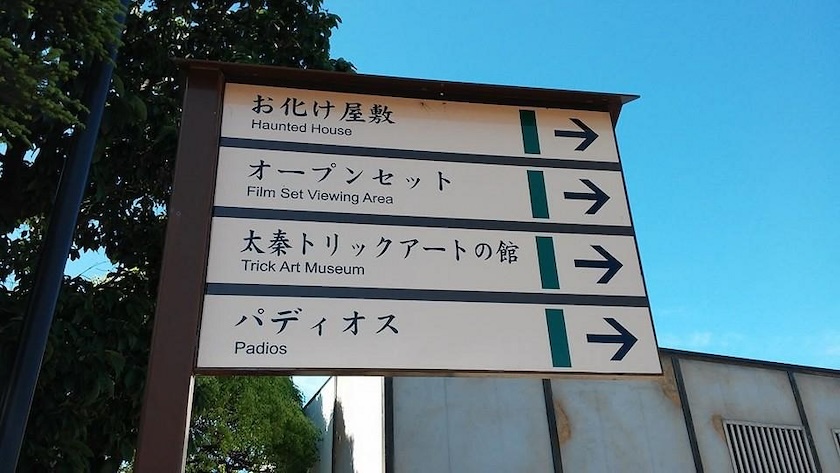 お化け屋敷
Haunted House
オープンセット
Film Set Viewing Area
太秦トリックアートの館
Trick Art Museum
パディオス
Padios